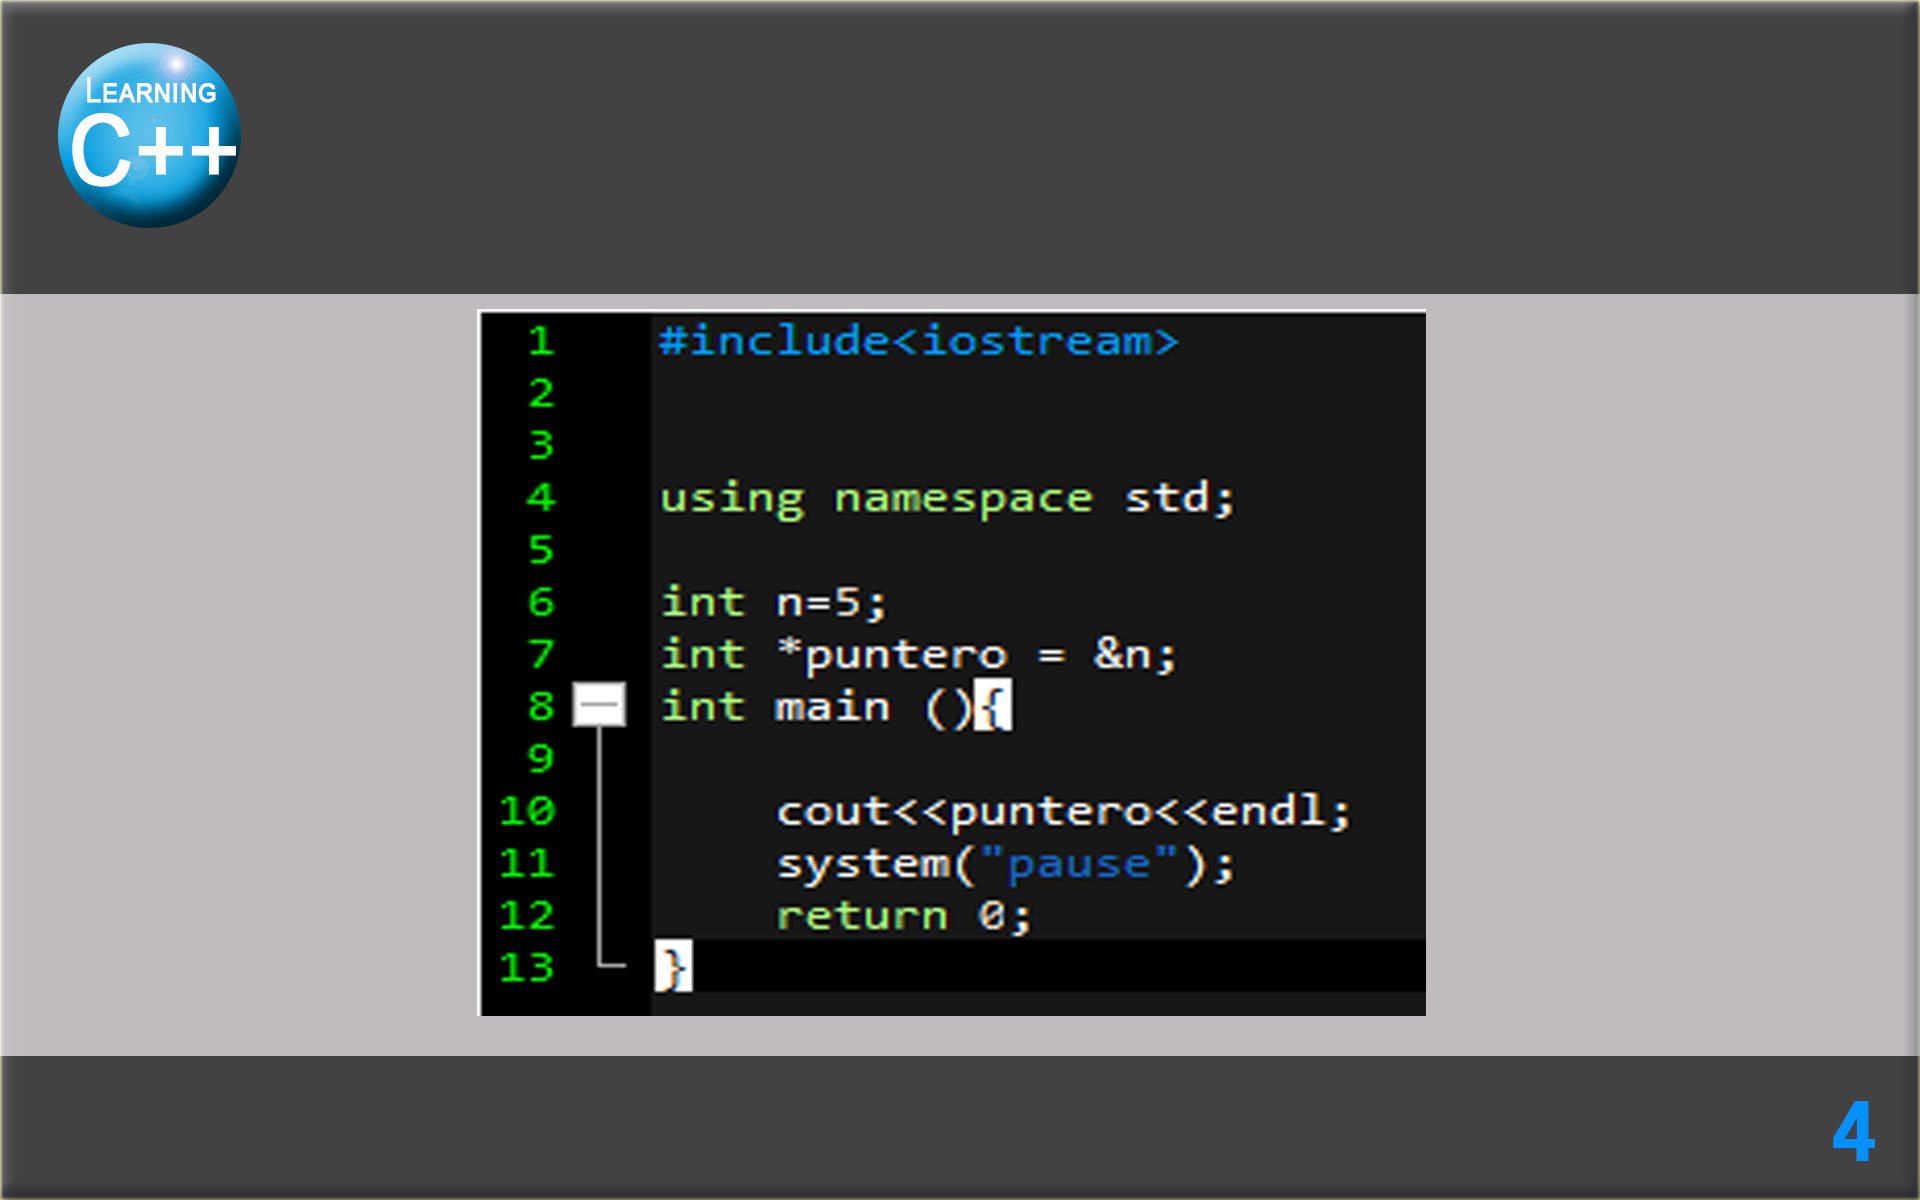 LEARNING
C++
1 #include<iostream>
2
3
4 using namespace std;
5
6 int n=5;
7 int *puntero = &n;
8 int main (){
9
10 cout<<puntero<<endl;
11 system("pause");
12 return 0;
13 }
4